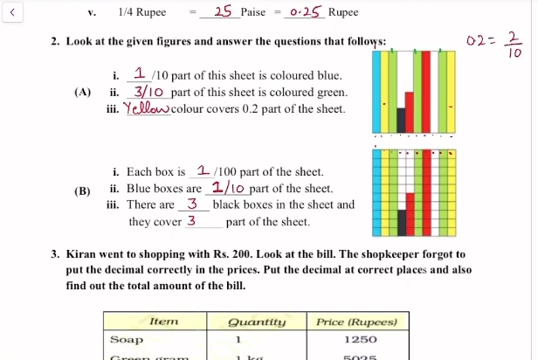 v. 1/4 Rupee = 25 Paise = 0.25 Rupee
2. Look at the given figures and answer the questions that follows:
02 = 2/10
i. 1/10 part of this sheet is coloured blue.
(A) ii. 3/10 part of this sheet is coloured green.
iii. Yellow colour covers 0.2 part of the sheet.
i. Each box is 1/100 part of the sheet.
(B) ii. Blue boxes are 1/10 part of the sheet.
iii. There are 3 black boxes in the sheet and
they cover 3 part of the sheet.
3. Kiran went to shopping with Rs. 200. Look at the bill. The shopkeeper forgot to
put the decimal correctly in the prices. Put the decimal at correct places and also
find out the total amount of the bill.
Item Quantity Price (Rupees)
Soap 1 1250
Green gram 1 kg 5025